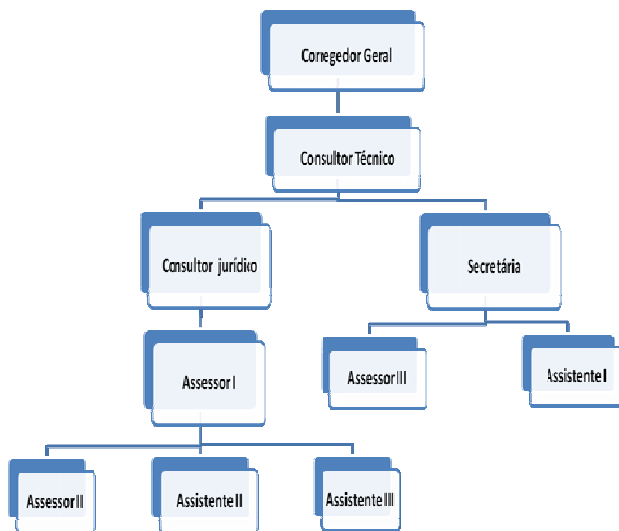 Corregedor Geral
Consultor Técnico
Consultor jurídico
Secretária
Assessor I
Assessor III
Assistente I
Assessor II
Assistente II
Assistente III